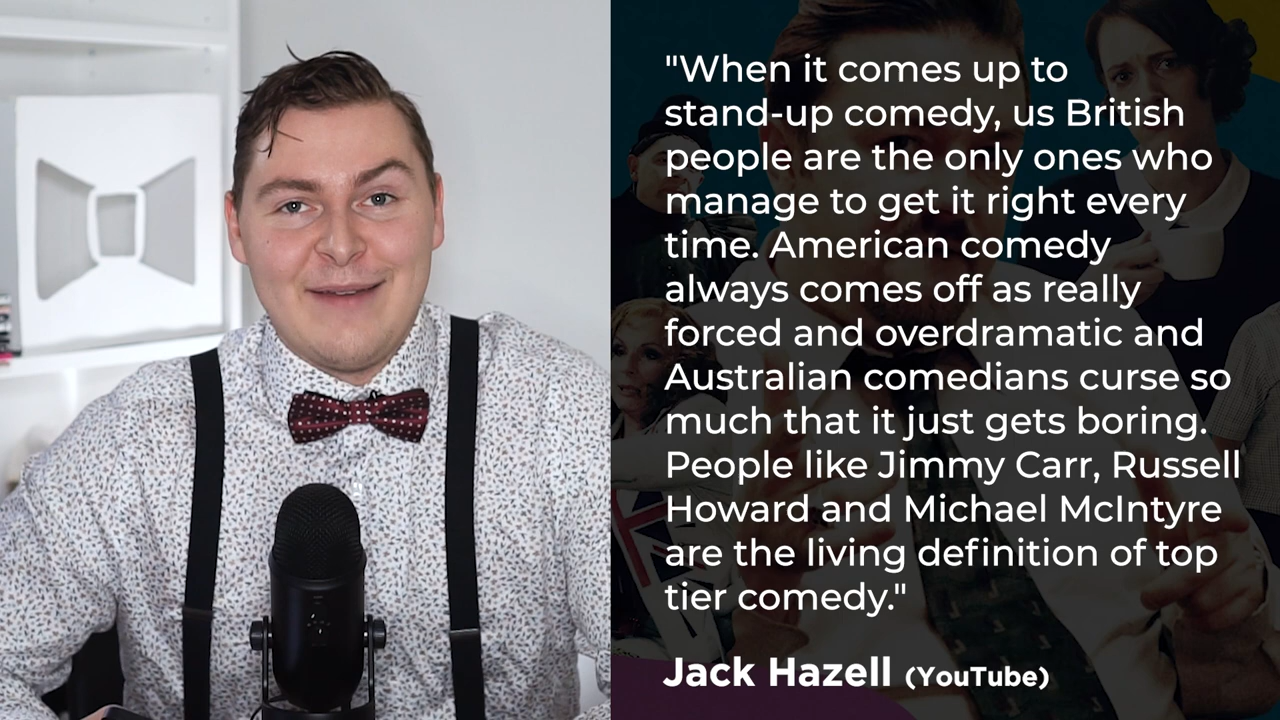 "When it comes up to
stand-up comedy, us British
people are the only ones who
manage to get it right every
time. American comedy
always comes off as really
forced and overdramatic and
Australian comedians curse so
much that it just gets boring.
People like Jimmy Carr, Russell
Howard and Michael McIntyre
are the living definition of top
tier comedy."
Jack Hazell (YouTube)